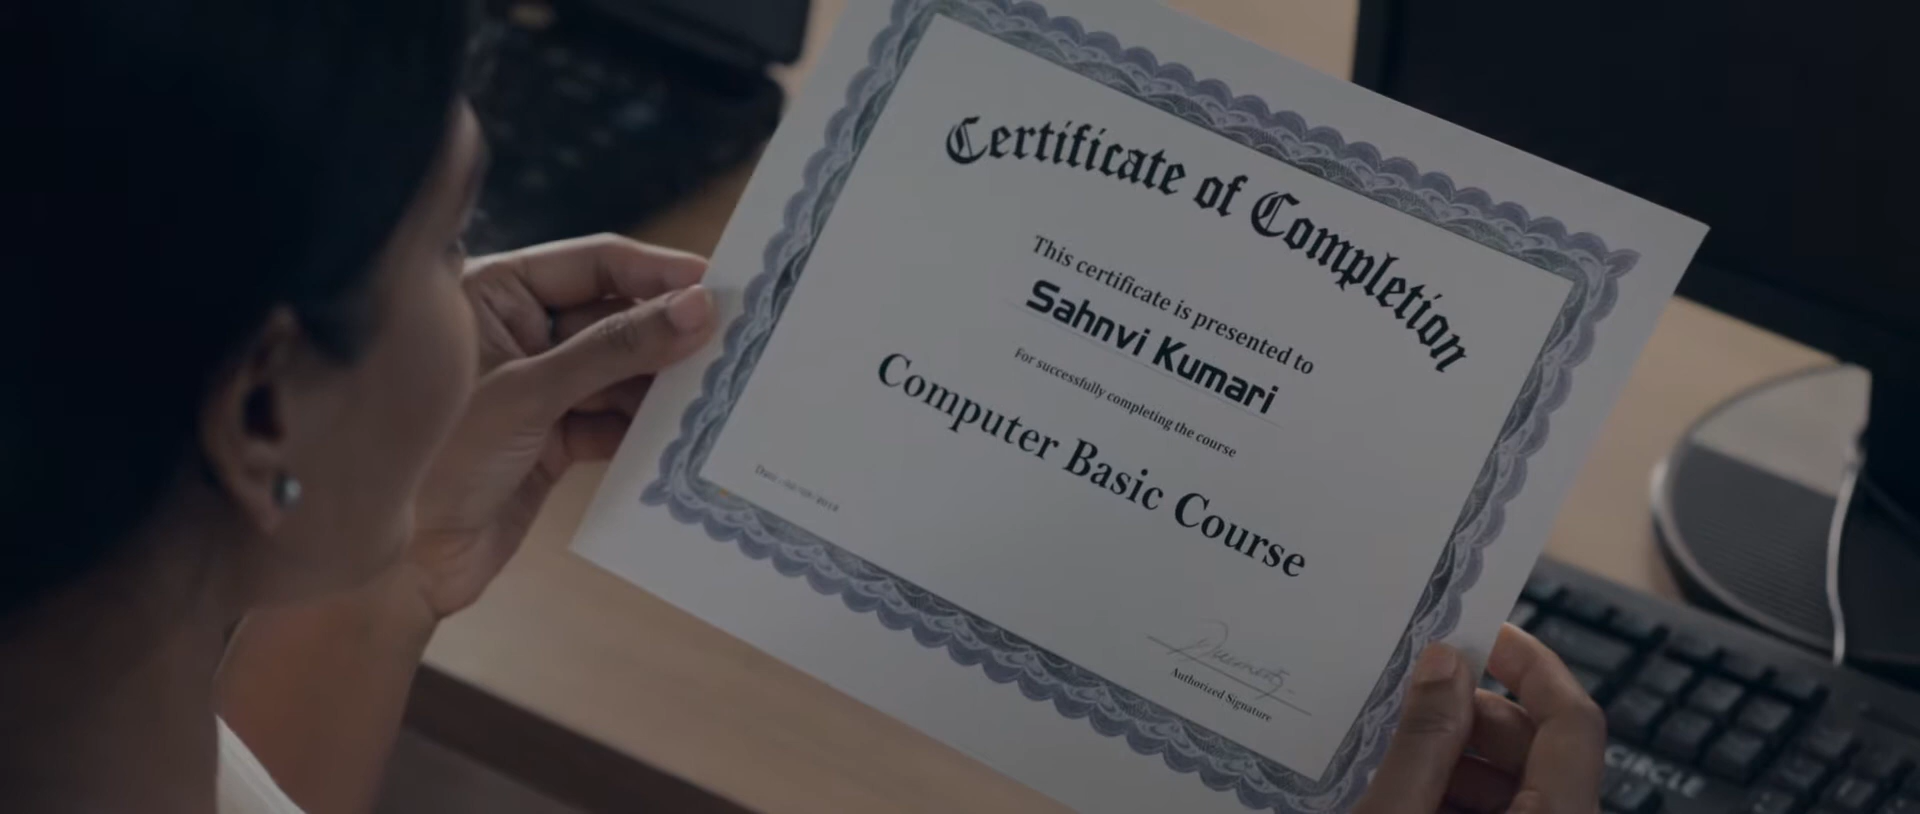 Certificate of Completion
This certificate is presented to
Sahnvi Kumari
For successfully completing the course
Computer Basic Course
Authorized Signature
CIRCLE